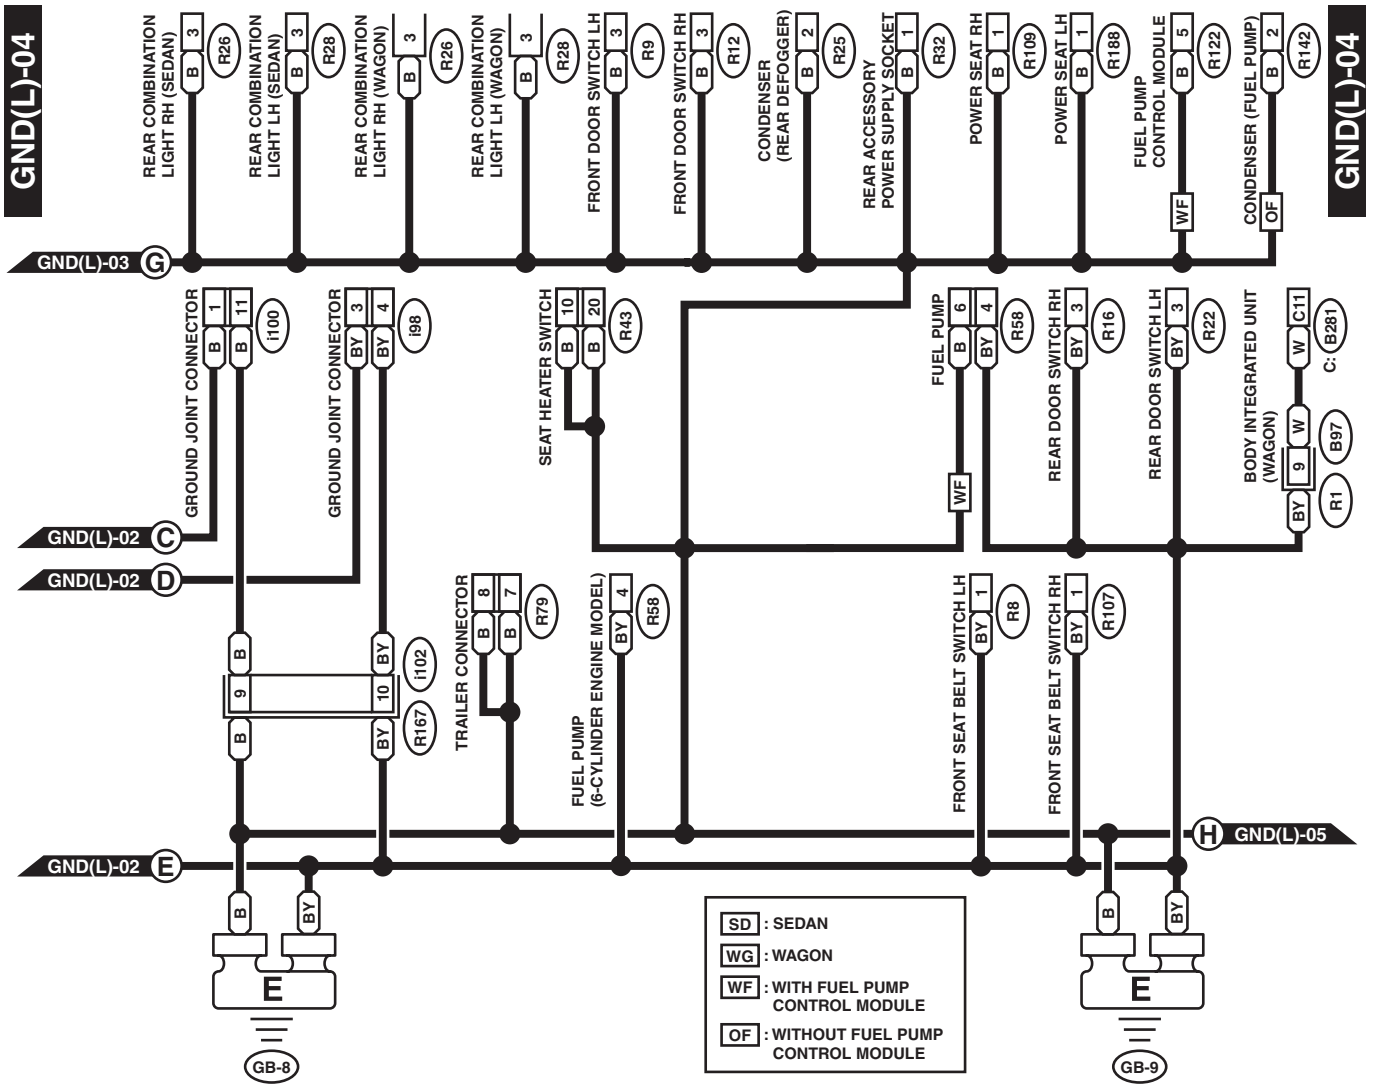 GND(L)-04
GND(L)-04
REAR COMBINATION
LIGHT RH (SEDAN)
3
B
R26
REAR COMBINATION
LIGHT LH (SEDAN)
3
B
R28
REAR COMBINATION
LIGHT RH (WAGON)
3
B
R26
REAR COMBINATION
LIGHT LH (WAGON)
3
B
R28
FRONT DOOR SWITCH LH
3
B
R9
FRONT DOOR SWITCH RH
3
B
R12
CONDENSER
(REAR DEFOGGER)
2
B
R25
REAR ACCESSORY
POWER SUPPLY SOCKET
1
B
R32
POWER SEAT RH
1
B
R109
POWER SEAT LH
1
B
R188
FUEL PUMP
CONTROL MODULE
5
B
R122
WF
CONDENSER (FUEL PUMP)
2
B
R142
OF
GND(L)-03 G
GROUND JOINT CONNECTOR
1 11
B B
i100
GROUND JOINT CONNECTOR
3 4
BY BY
i98
SEAT HEATER SWITCH
10 20
B B
R43
FUEL PUMP
6 4
B BY
R58
WF
REAR DOOR SWITCH RH
3
BY
R16
REAR DOOR SWITCH LH
3
BY
R22
BODY INTEGRATED UNIT
(WAGON)
C11
W
C: B281
W
B97
9
R1
BY
GND(L)-02 C
GND(L)-02 D
B BY
i102
9 10
R167
B BY
TRAILER CONNECTOR
8 7
B B
R79
FUEL PUMP
(6-CYLINDER ENGINE MODEL)
4
BY
R58
FRONT SEAT BELT SWITCH LH
1
BY
R8
FRONT SEAT BELT SWITCH RH
1
BY
R107
H GND(L)-05
GND(L)-02 E
B BY
E
GB-8
B BY
E
GB-9
SD : SEDAN
WG : WAGON
WF : WITH FUEL PUMP
CONTROL MODULE
OF : WITHOUT FUEL PUMP
CONTROL MODULE